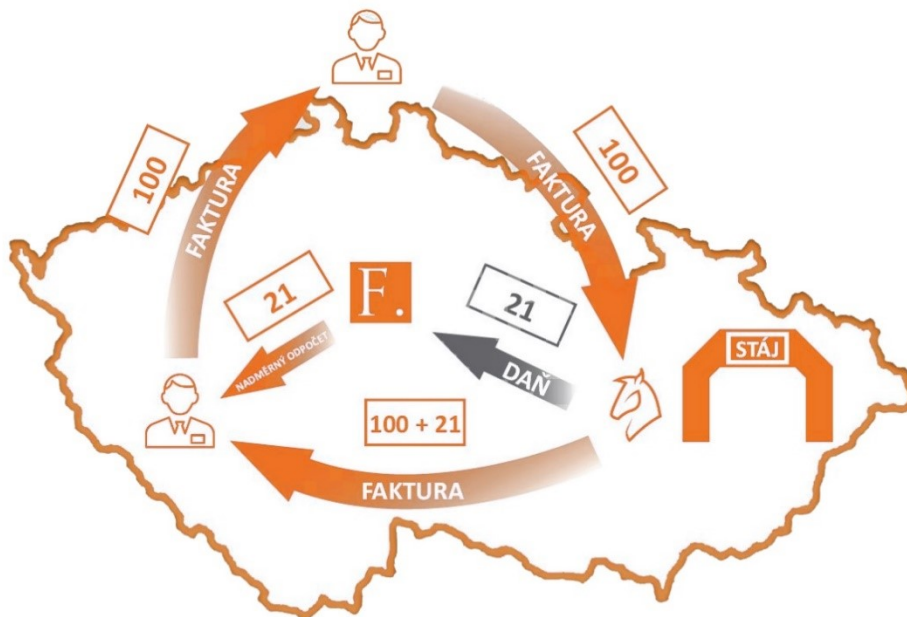 100
FAKTURA
FAKTURA
100
21
F.
21
NADMĚRNÝ ODPOČET
DAŇ
STÁJ
100 + 21
FAKTURA